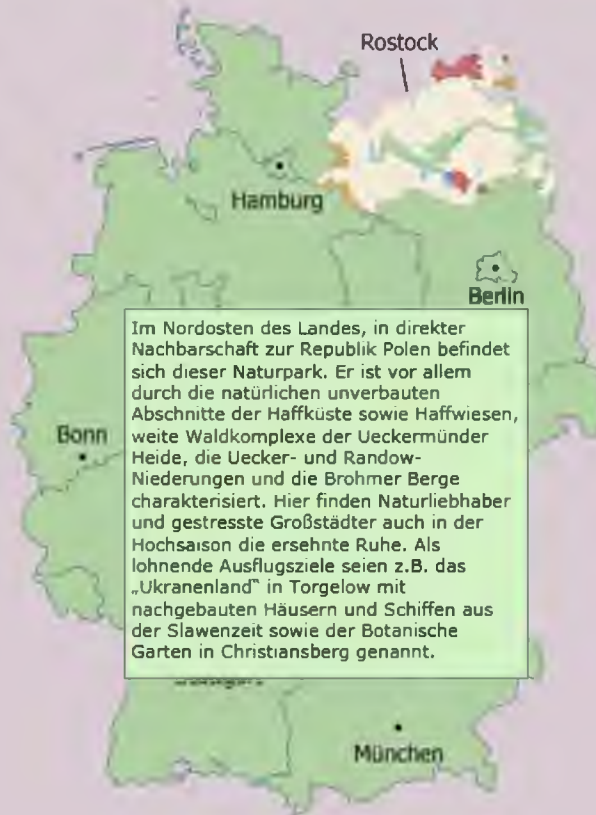 Rostock
Hamburg
Berlin
Im Nordosten des Landes, in direkter
Nachbarschaft zur Republik Polen befindet
sich dieser Naturpark. Er ist vor allem
durch die natürlichen unverbauten
Abschnitte der Haffküste sowie Haffwiesen,
weite Waldkomplexe der Ueckermünder
Heide, die Uecker- und Randow-
Niederungen und die Brohmer Berge
charakterisiert. Hier finden Naturliebhaber
und gestresste Großstädter auch in der
Hochsaison die ersehnte Ruhe. Als
lohnende Ausflugsziele seien z.B. das
„Ukranenland“ in Torgelow mit
nachgebauten Häusern und Schiffen aus
der Slawenzeit sowie der Botanische
Garten in Christiansberg genannt.
Bonn
München